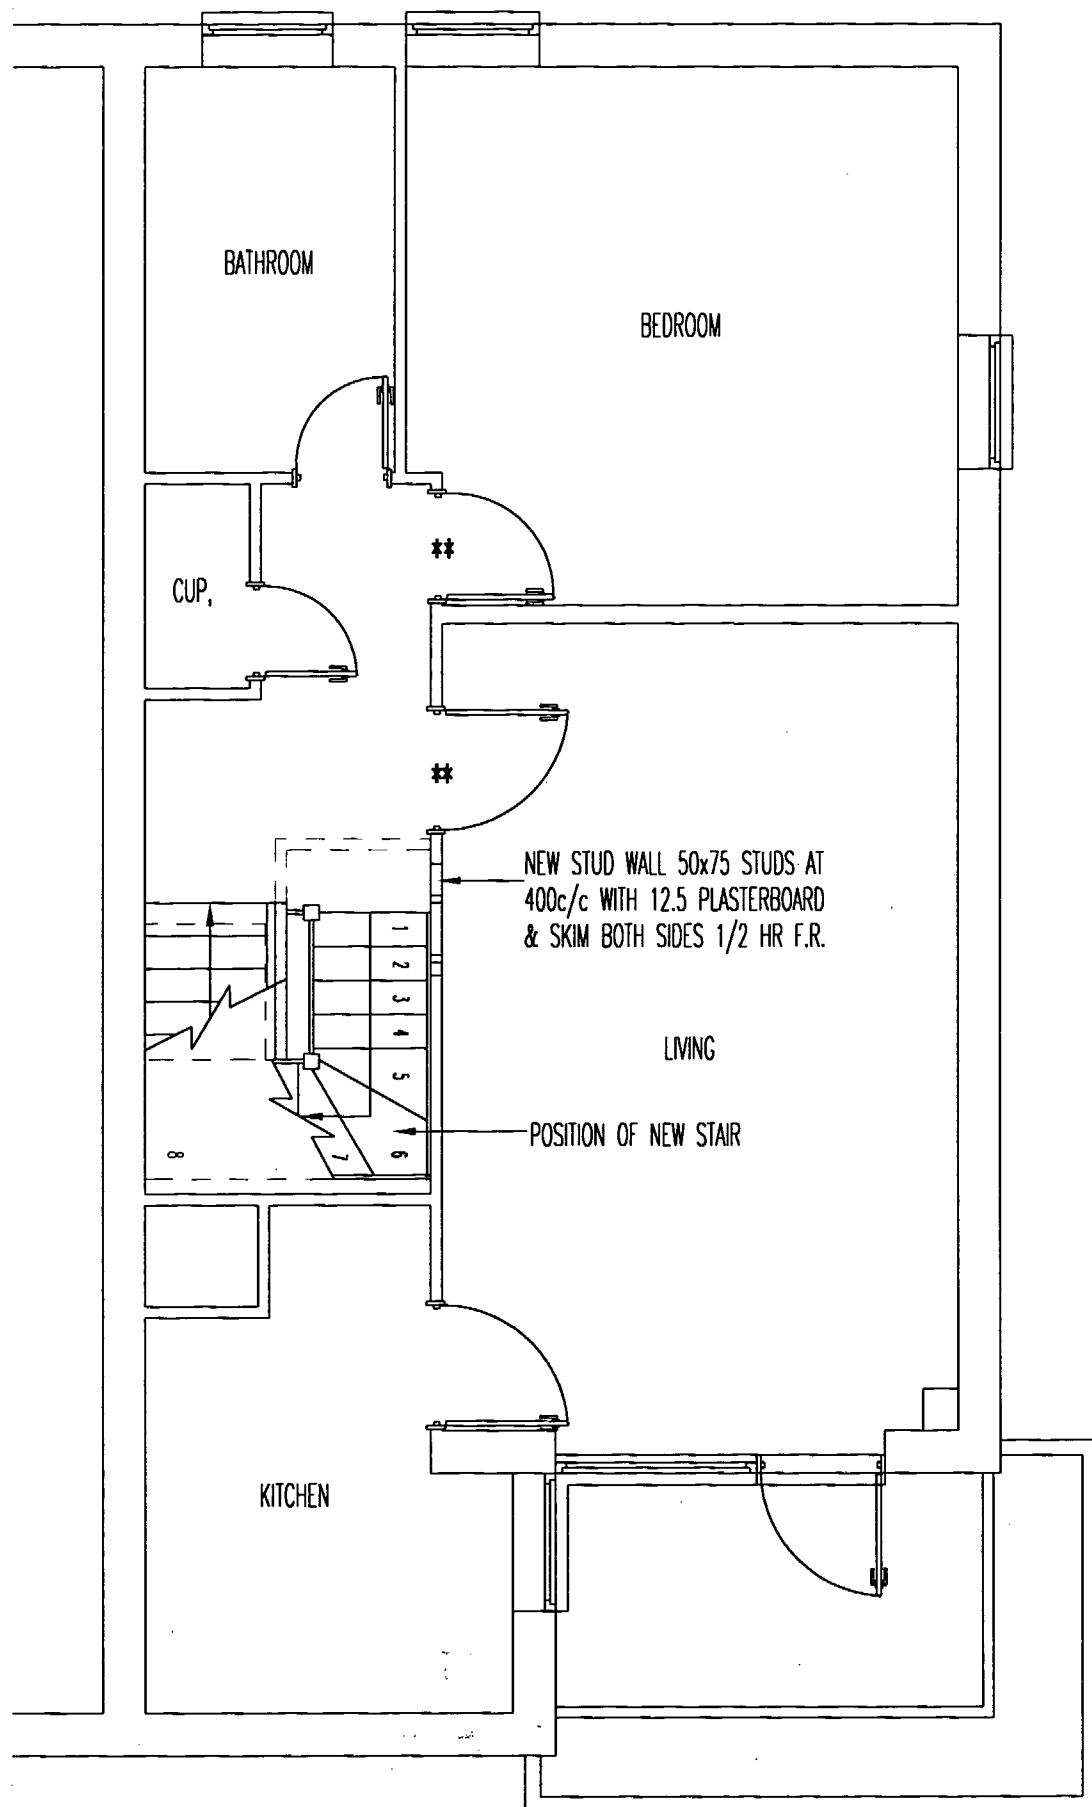 BATHROOM
BEDROOM
**
CUP,
**
NEW STUD WALL 50x75 STUDS AT
400c/c WITH 12.5 PLASTERBOARD
& SKIM BOTH SIDES 1/2 HR F.R.
1
2
3
4
5
6
7
8
LIVING
POSITION OF NEW STAIR
KITCHEN